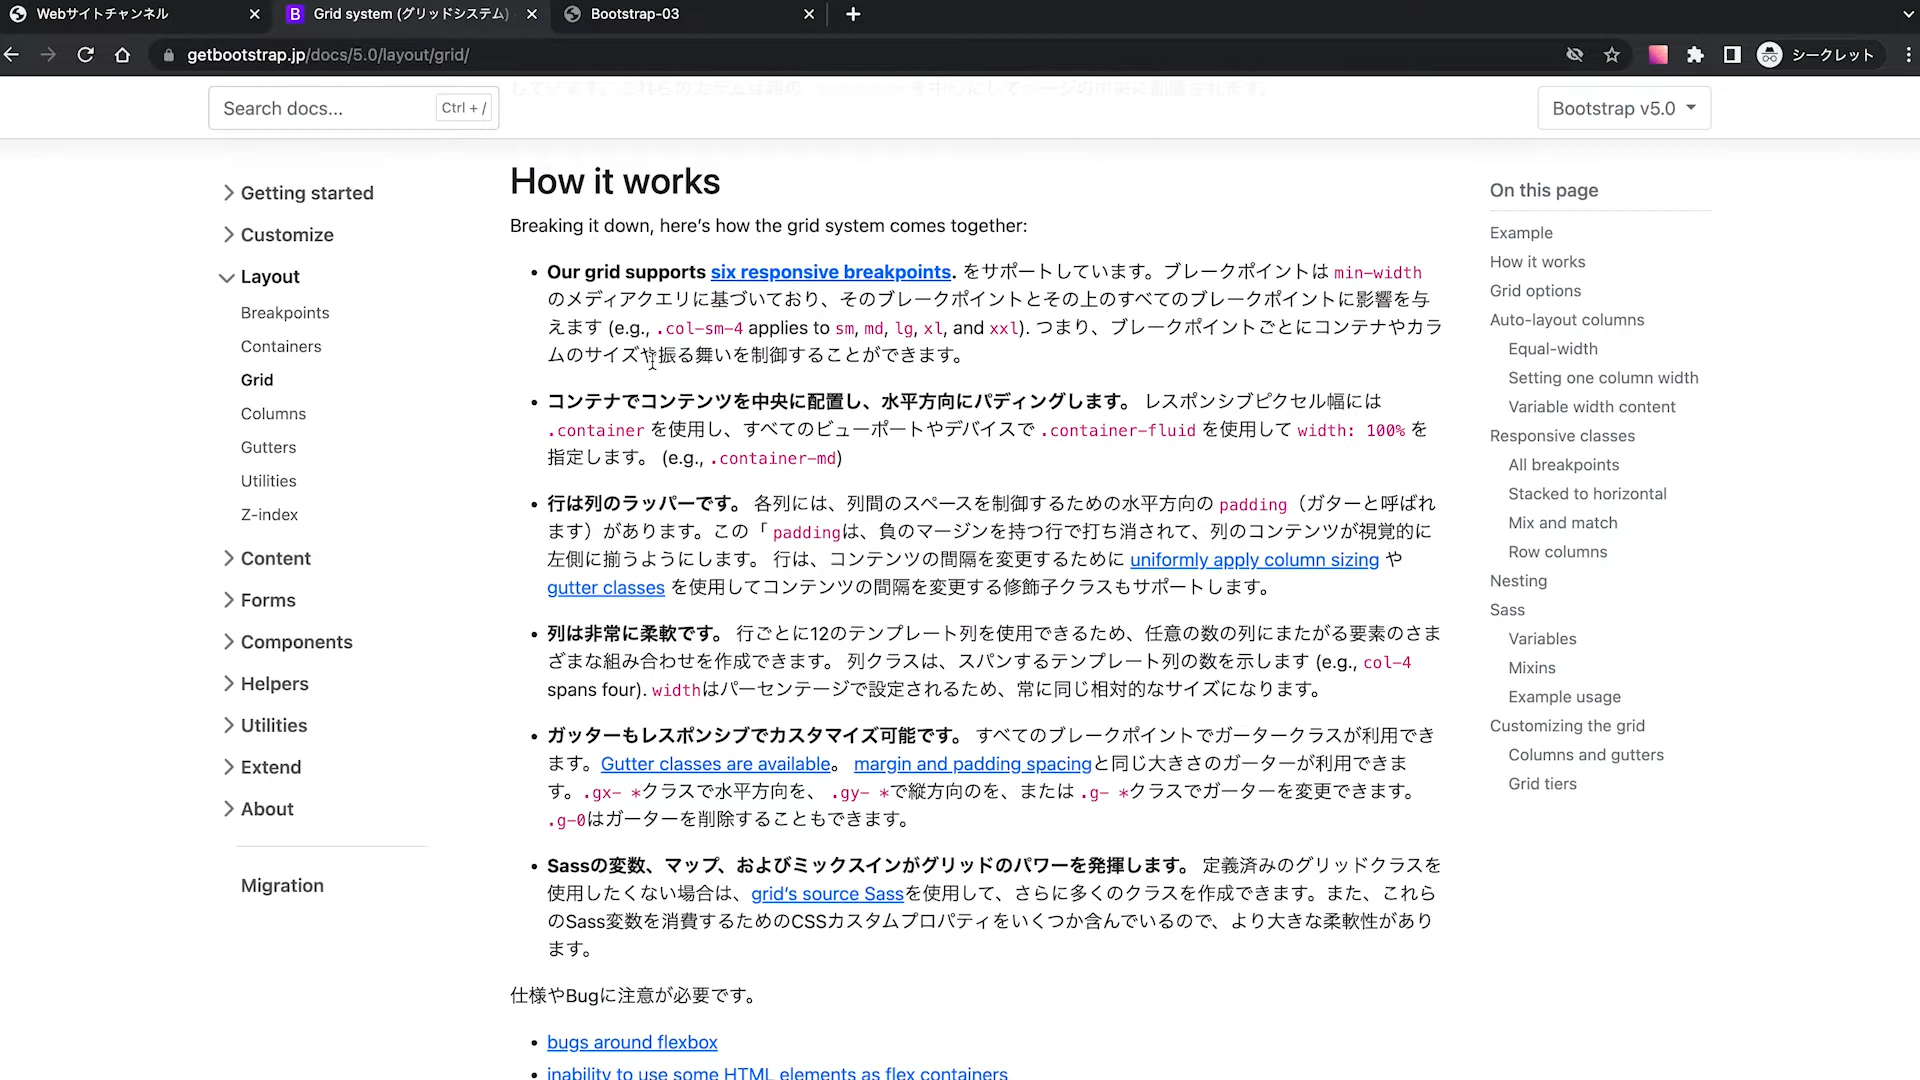 Webサイトチャンネル
Grid system (グリッドシステム)
Bootstrap-03
getbootstrap.jp/docs/5.0/layout/grid/
シークレット
Search docs...
Ctrl + /
Bootstrap v5.0
Getting started
Customize
Layout
Breakpoints
Containers
Grid
Columns
Gutters
Utilities
Z-index
Content
Forms
Components
Helpers
Utilities
Extend
About
Migration
How it works
Breaking it down, here's how the grid system comes together:
• Our grid supports six responsive breakpoints. をサポートしています。ブレークポイントは min-width
のメディアクエリに基づいており、そのブレークポイントとその上のすべてのブレークポイントに影響を与
えます (e.g., .col-sm-4 applies to sm, md, lg, xl, and xxl). つまり、ブレークポイントごとにコンテナやカラ
ムのサイズや振る舞いを制御することができます。
• コンテナでコンテンツを中央に配置し、水平方向にパディングします。 レスポンシブピクセル幅には
.container を使用し、すべてのビューポートやデバイスで .container-fluid を使用して width: 100% を
指定します。 (e.g., .container-md)
• 行は列のラッパーです。 各列には、列間のスペースを制御するための水平方向の padding（ガターと呼ばれ
ます）があります。この「 paddingは、負のマージンを持つ行で打ち消されて、列のコンテンツが視覚的に
左側に揃うようにします。 行は、コンテンツの間隔を変更するために uniformly apply column sizing や
gutter classes を使用してコンテンツの間隔を変更する修飾子クラスもサポートします。
• 列は非常に柔軟です。 行ごとに12のテンプレート列を使用できるため、任意の数の列にまたがる要素のさま
ざまな組み合わせを作成できます。 列クラスは、スパンするテンプレート列の数を示します (e.g., col-4
spans four). widthはパーセンテージで設定されるため、常に同じ相対的なサイズになります。
• ガッターもレスポンシブでカスタマイズ可能です。 すべてのブレークポイントでガータークラスが利用でき
ます。Gutter classes are available。 margin and padding spacingと同じ大きさのガーターが利用できま
す。.gx- *クラスで水平方向を、 .gy- *で縦方向のを、または .g- *クラスでガーターを変更できます。
.g-0はガーターを削除することもできます。
• Sassの変数、マップ、およびミックスインがグリッドのパワーを発揮します。 定義済みのグリッドクラスを
使用したくない場合は、grid's source Sassを使用して、さらに多くのクラスを作成できます。また、これら
のSass変数を消費するためのCSSカスタムプロパティをいくつか含んでいるので、より大きな柔軟性があり
ます。
仕様やBugに注意が必要です。
• bugs around flexbox
• inability to use some HTML elements as flex containers
On this page
Example
How it works
Grid options
Auto-layout columns
Equal-width
Setting one column width
Variable width content
Responsive classes
All breakpoints
Stacked to horizontal
Mix and match
Row columns
Nesting
Sass
Variables
Mixins
Example usage
Customizing the grid
Columns and gutters
Grid tiers